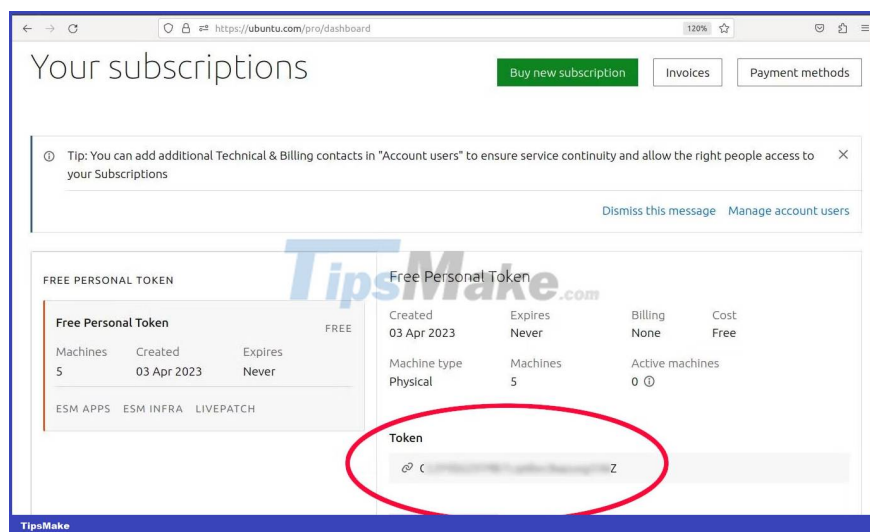 https://ubuntu.com/pro/dashboard
120%
Your subscriptions
Buy new subscription
Invoices
Payment methods
Tip: You can add additional Technical & Billing contacts in "Account users" to ensure service continuity and allow the right people access to
your Subscriptions
Dismiss this message
Manage account users
TipsMake.com
FREE PERSONAL TOKEN
Free Personal Token
FREE
Machines Created Expires
5 03 Apr 2023 Never
ESM APPS ESM INFRA LIVEPATCH
Free Personal Token
Created Expires Billing Cost
03 Apr 2023 Never None Free
Machine type Machines Active machines
Physical 5 0
Token
Z
TipsMake